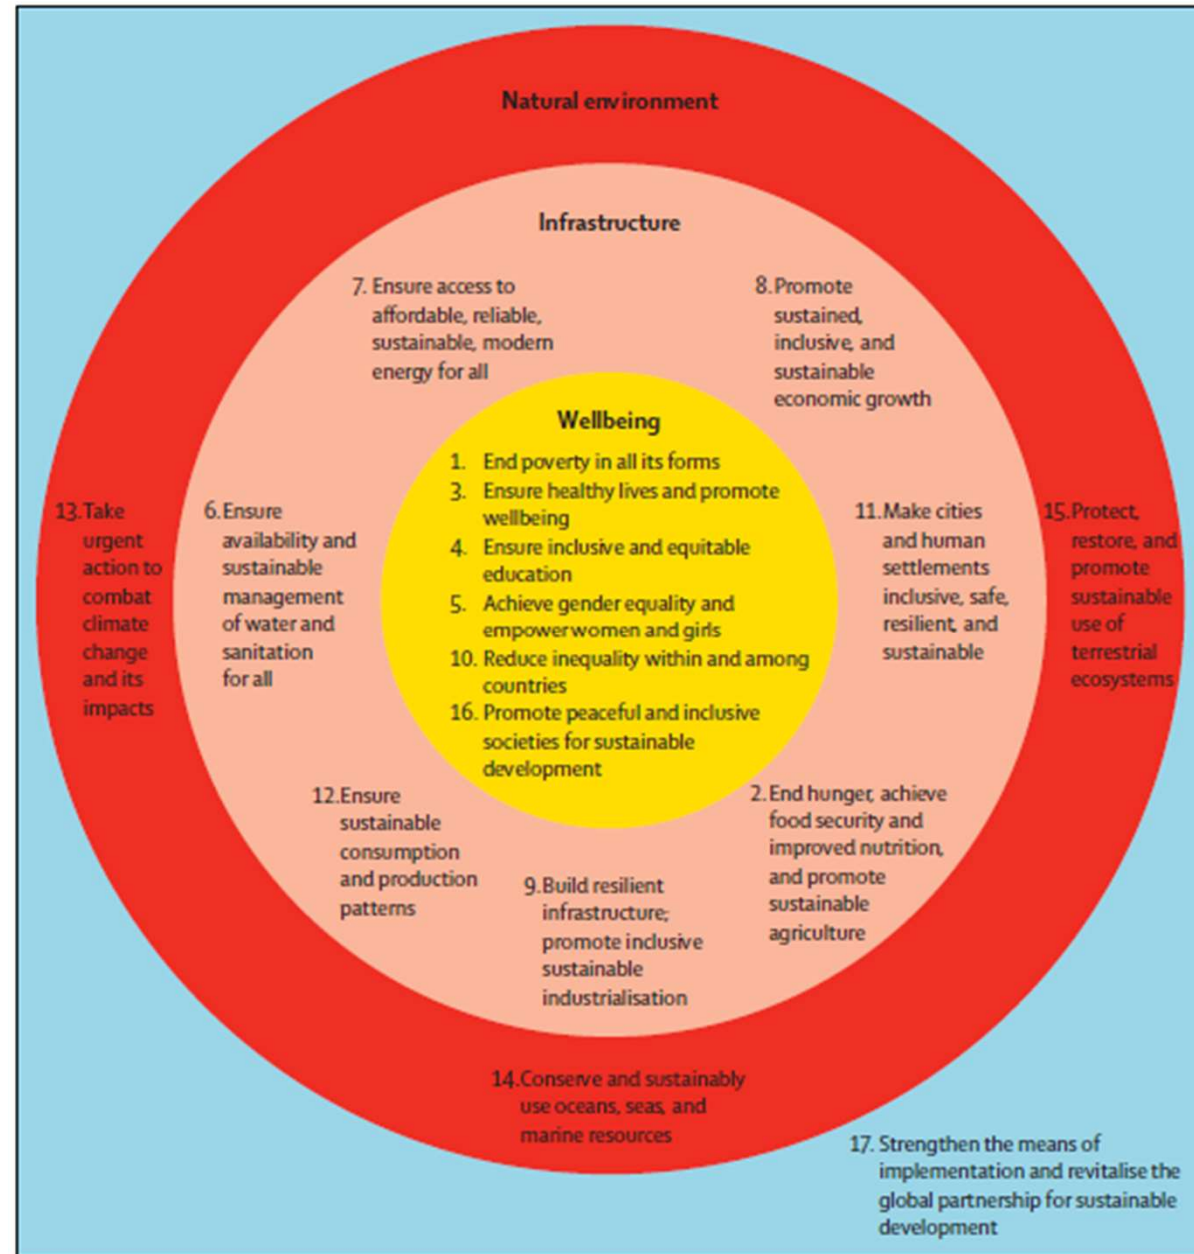 Natural environment
Infrastructure
7. Ensure access to
affordable, reliable,
sustainable, modern
energy for all
8. Promote
sustained,
inclusive, and
sustainable
economic growth
Wellbeing
1. End poverty in all its forms
3. Ensure healthy lives and promote
wellbeing
4. Ensure inclusive and equitable
education
5. Achieve gender equality and
empower women and girls
10. Reduce inequality within and among
countries
16. Promote peaceful and inclusive
societies for sustainable
development
13. Take
urgent
action to
combat
climate
change
and its
impacts
6. Ensure
availability and
sustainable
management
of water and
sanitation
for all
11. Make cities
and human
settlements
inclusive, safe,
resilient, and
sustainable
15. Protect,
restore, and
promote
sustainable
use of
terrestrial
ecosystems
12. Ensure
sustainable
consumption
and production
patterns
9. Build resilient
infrastructure;
promote inclusive
sustainable
industrialisation
2. End hunger, achieve
food security and
improved nutrition,
and promote
sustainable
agriculture
14. Conserve and sustainably
use oceans, seas, and
marine resources
17. Strengthen the means of
implementation and revitalise the
global partnership for sustainable
development